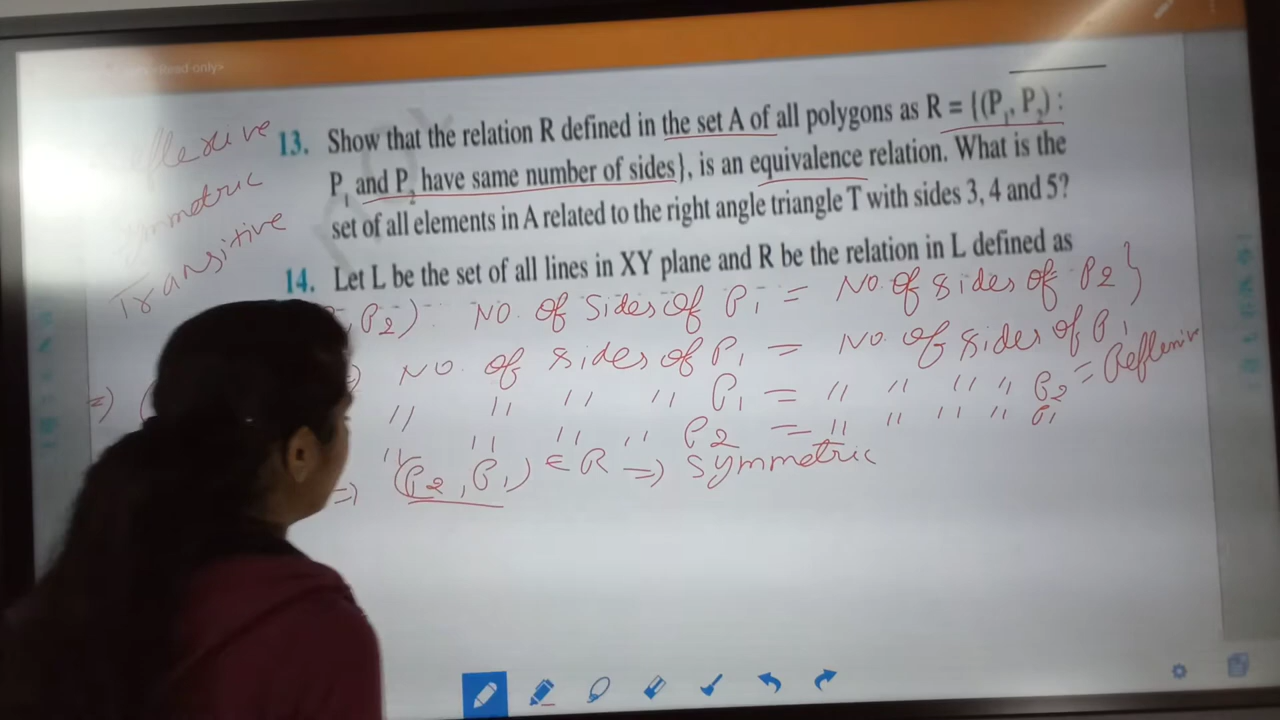 Read-only>
Symmetric
Transitive
13. Show that the relation R defined in the set A of all polygons as R = {(P₁, P₂) :
P₁ and P₂ have same number of sides}, is an equivalence relation. What is the
set of all elements in A related to the right angle triangle T with sides 3, 4 and 5?
14. Let L be the set of all lines in XY plane and R be the relation in L defined as
P2) : NO. of Sides of P1 = NO. of sides of P2 }
NO. of sides of P1 = NO. of sides of P1 = Reflexive
=> ( " " " " P1 = " " " " P2
" " " " P2 = " " " " P1
=> (P2, P1) ∈ R => Symmetric